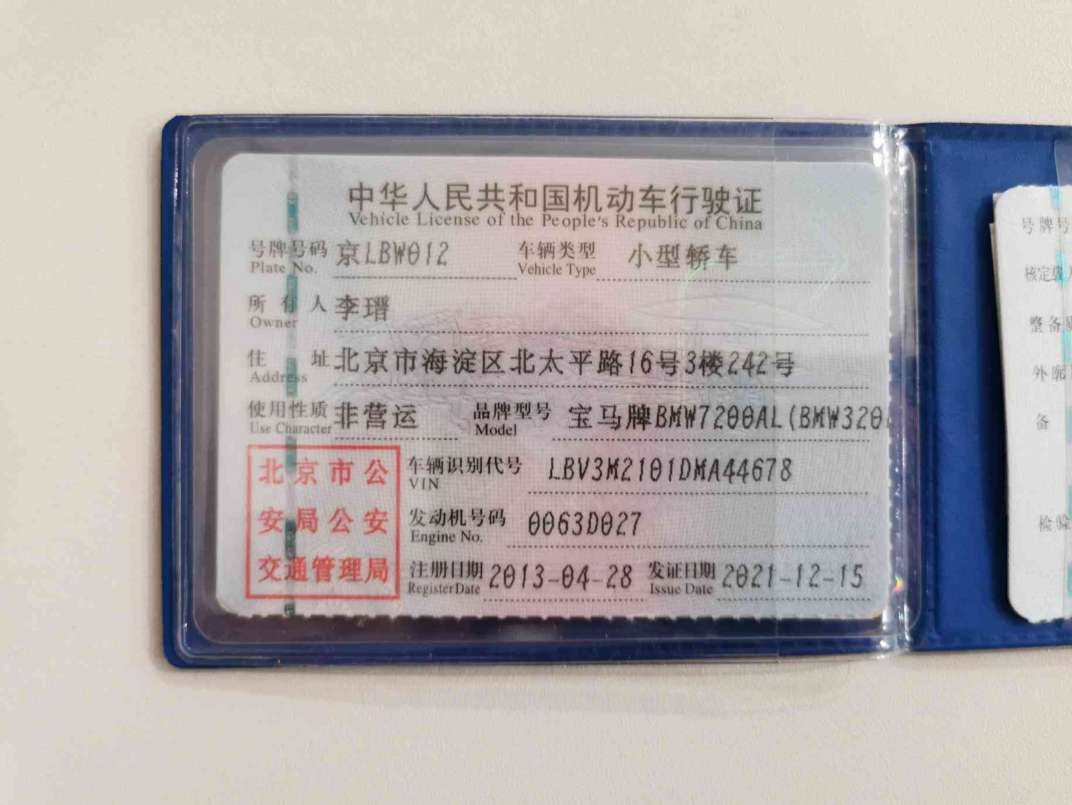 中华人民共和国机动车行驶证
Vehicle License of the People's Republic of China
号牌号码 京LBW012 车辆类型 小型轿车
Plate No. Vehicle Type
所有人 李瑨
Owner
住址 北京市海淀区北太平路16号3楼242号
Address
使用性质 非营运 品牌型号 宝马牌BMW7200AL(BMW320
Use Character Model
北京市公
安局公安
交通管理局
车辆识别代号 LBV3M2101DMA44678
VIN
发动机号码 0063D027
Engine No.
注册日期 2013-04-28 发证日期 2021-12-15
Register Date Issue Date
号牌号
核定
整备
外廓
备
检验